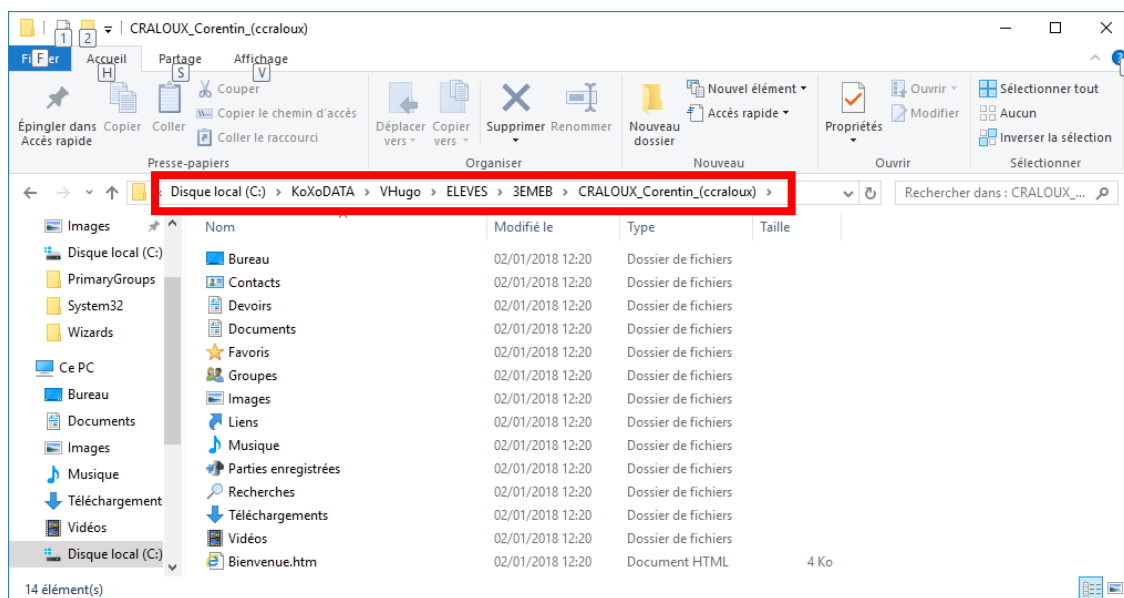 CRALOUX_Corentin_(ccraloux)
1 2
Fichier Accueil Partage Affichage
F H S V
Épingler dans Accès rapide
Copier
Coller
Couper
Copier le chemin d'accès
Coller le raccourci
Presse-papiers
Déplacer vers
Copier vers
Supprimer
Renommer
Organiser
Nouveau dossier
Nouvel élément
Accès rapide
Nouveau
Propriétés
Ouvrir
Modifier
Ouvrir
Sélectionner tout
Aucun
Inverser la sélection
Sélectionner
Disque local (C:) > KoXoDATA > VHugo > ELEVES > 3EMEB > CRALOUX_Corentin_(ccraloux) >
Rechercher dans : CRALOUX_...
Images
Disque local (C:)
PrimaryGroups
System32
Wizards
Ce PC
Bureau
Documents
Images
Musique
Téléchargement
Vidéos
Disque local (C:)
Nom Modifié le Type Taille
Bureau 02/01/2018 12:20 Dossier de fichiers
Contacts 02/01/2018 12:20 Dossier de fichiers
Devoirs 02/01/2018 12:20 Dossier de fichiers
Documents 02/01/2018 12:20 Dossier de fichiers
Favoris 02/01/2018 12:20 Dossier de fichiers
Groupes 02/01/2018 12:20 Dossier de fichiers
Images 02/01/2018 12:20 Dossier de fichiers
Liens 02/01/2018 12:20 Dossier de fichiers
Musique 02/01/2018 12:20 Dossier de fichiers
Parties enregistrées 02/01/2018 12:20 Dossier de fichiers
Recherches 02/01/2018 12:20 Dossier de fichiers
Téléchargements 02/01/2018 12:20 Dossier de fichiers
Vidéos 02/01/2018 12:20 Dossier de fichiers
Bienvenue.htm 02/01/2018 12:20 Document HTML 4 Ko
14 élément(s)